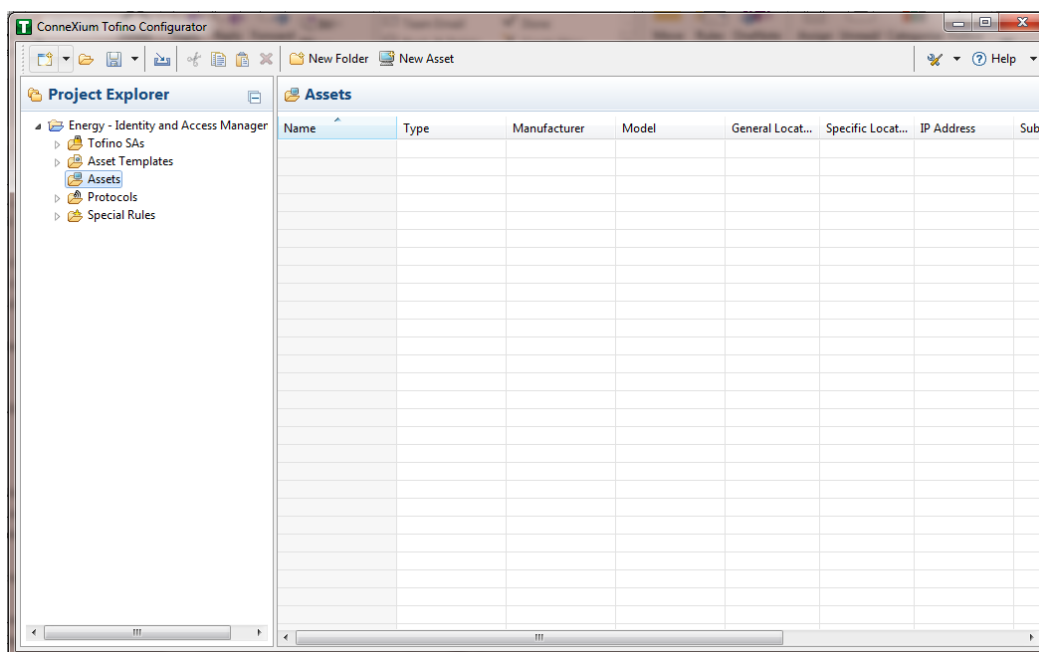 ConneXium Tofino Configurator
New Folder New Asset Help
Project Explorer
Energy - Identity and Access Manager
Tofino SAs
Asset Templates
Assets
Protocols
Special Rules
Assets
Name Type Manufacturer Model General Locat... Specific Locat... IP Address Sub